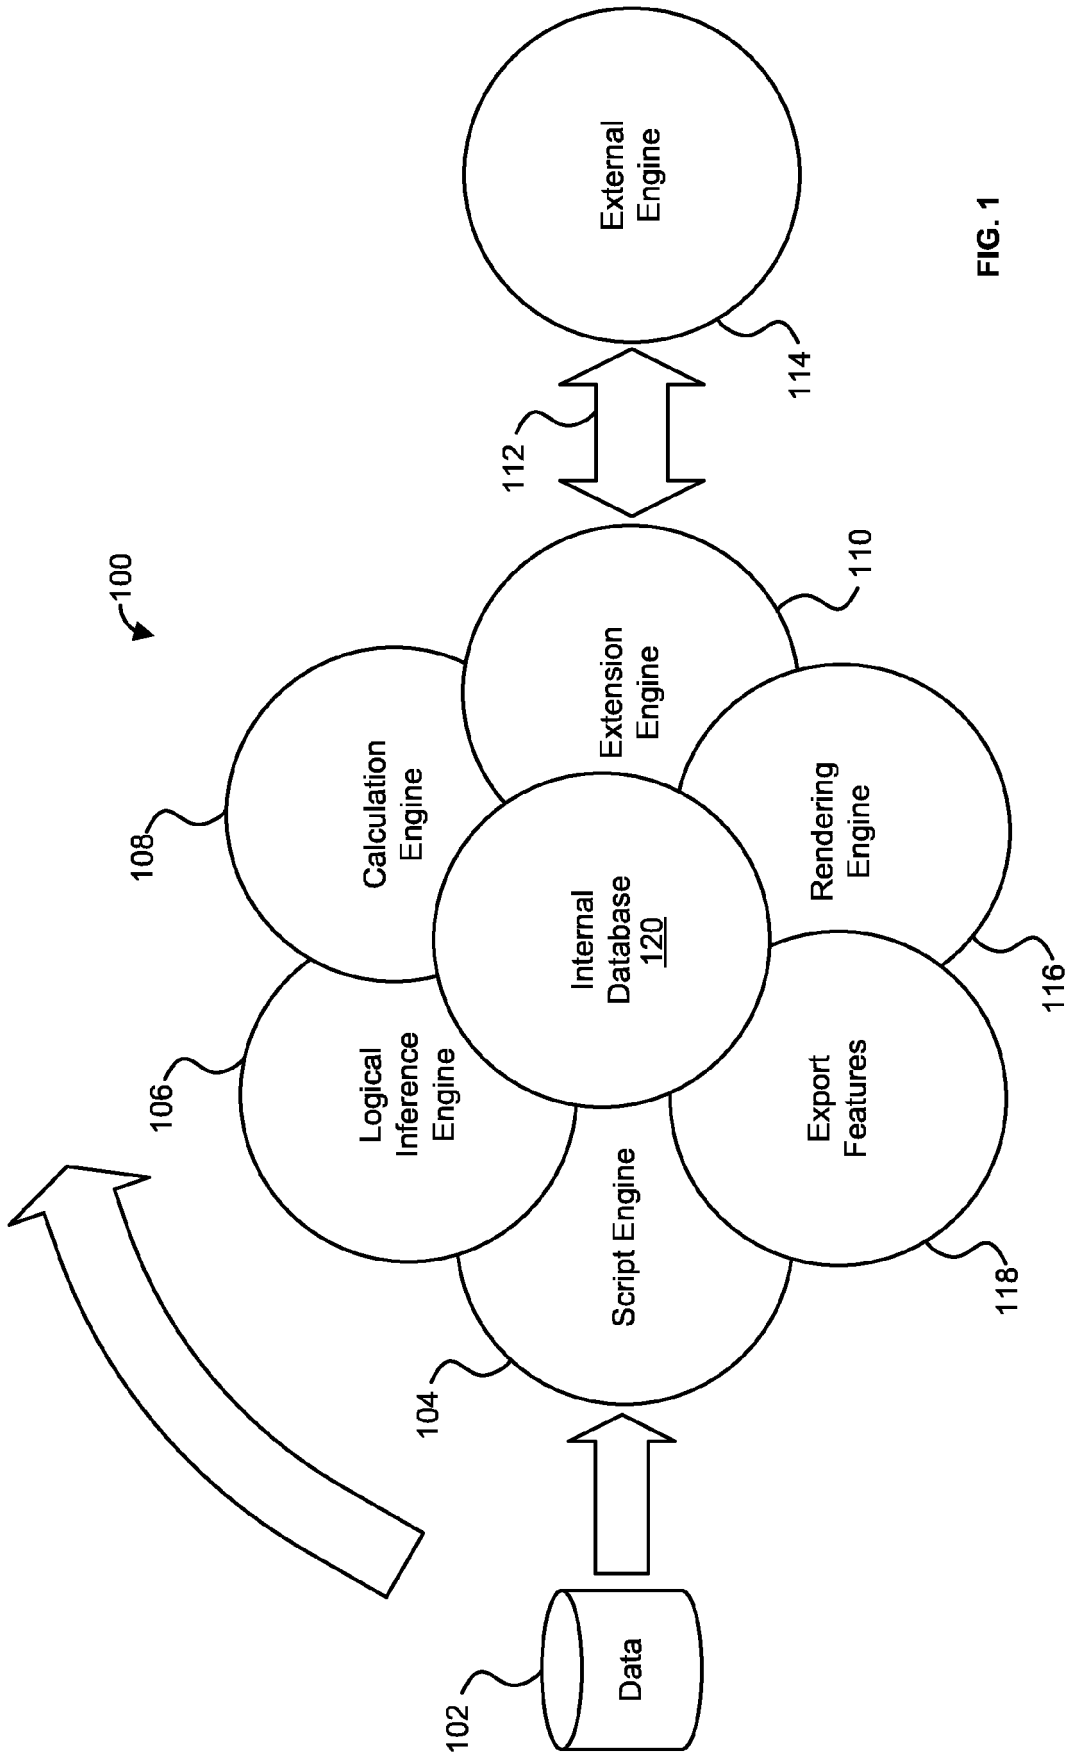 100
108
106
Calculation
Engine
Logical
Inference
Engine
104
112
Script Engine
Internal
Database
120
Extension
Engine
External
Engine
102
Data
114
110
Export
Features
Rendering
Engine
118
116
FIG. 1